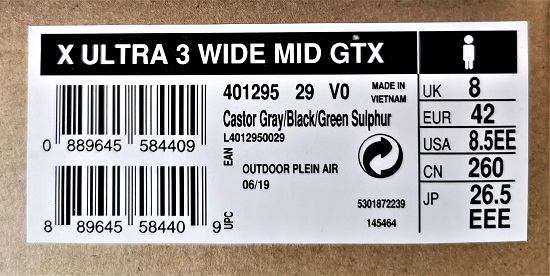 X ULTRA 3 WIDE MID GTX
401295 29 V0
MADE IN
VIETNAM
Castor Gray/Black/Green Sulphur
L4012950029
0 889645 584409
EAN
OUTDOOR PLEIN AIR
06/19
5301872239
145464
8 89645 58440 9
UPC
UK 8
EUR 42
USA 8.5EE
CN 260
JP 26.5
EEE